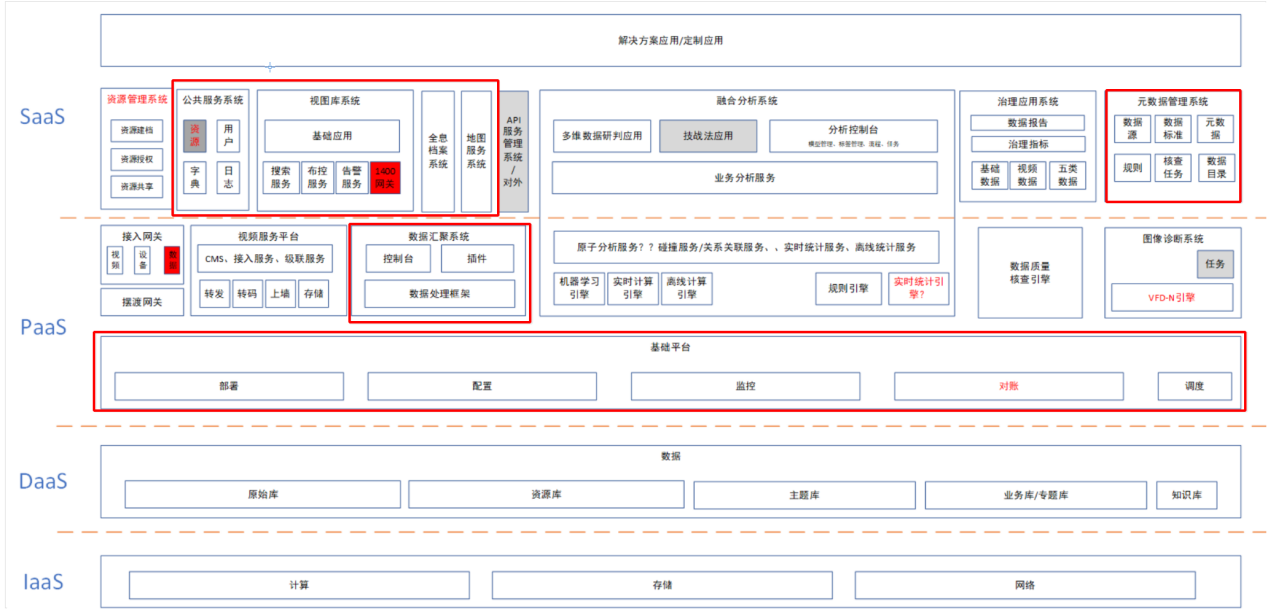 解决方案应用/定制应用
SaaS
资源管理系统
资源建档
资源授权
资源共享
公共服务系统
资源
用户
字典
日志
视图库系统
基础应用
搜索服务
布控服务
告警服务
1400网关
全息档案系统
地图服务系统
API服务管理系统/对外
融合分析系统
多维数据研判应用
技战法应用
分析控制台
模型管理、标签管理、流程、任务
业务分析服务
治理应用系统
数据报告
治理指标
基础数据
视频数据
五类数据
元数据管理系统
数据源
数据标准
元数据
规则
核查任务
数据目录
PaaS
接入网关
视频
设备
数据
摆渡网关
视频服务平台
CMS、接入服务、级联服务
转发
转码
上墙
存储
数据汇聚系统
控制台
插件
数据处理框架
原子分析服务？？碰撞服务/关系关联服务、、实时统计服务、离线统计服务
机器学习引擎
实时计算引擎
离线计算引擎
规则引擎
实时统计引擎？
数据质量核查引擎
图像诊断系统
任务
VFD-N引擎
基础平台
部署
配置
监控
对账
调度
DaaS
数据
原始库
资源库
主题库
业务库/专题库
知识库
IaaS
计算
存储
网络